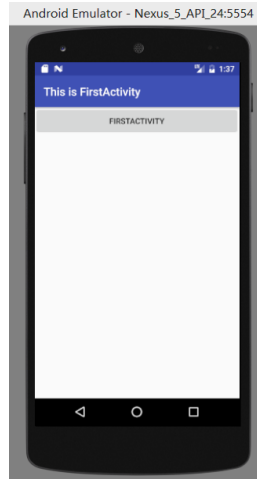 Android Emulator - Nexus_5_API_24:5554
1:37
This is FirstActivity
FIRSTACTIVITY